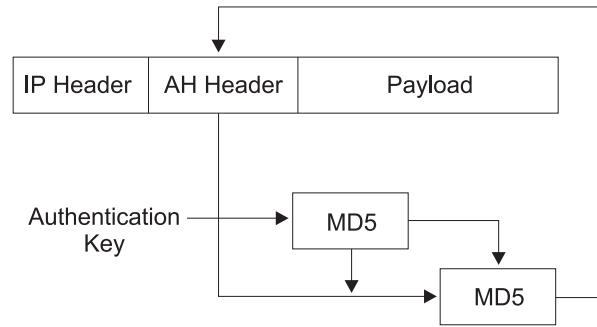 IP Header
AH Header
Payload
Authentication
Key
MD5
MD5